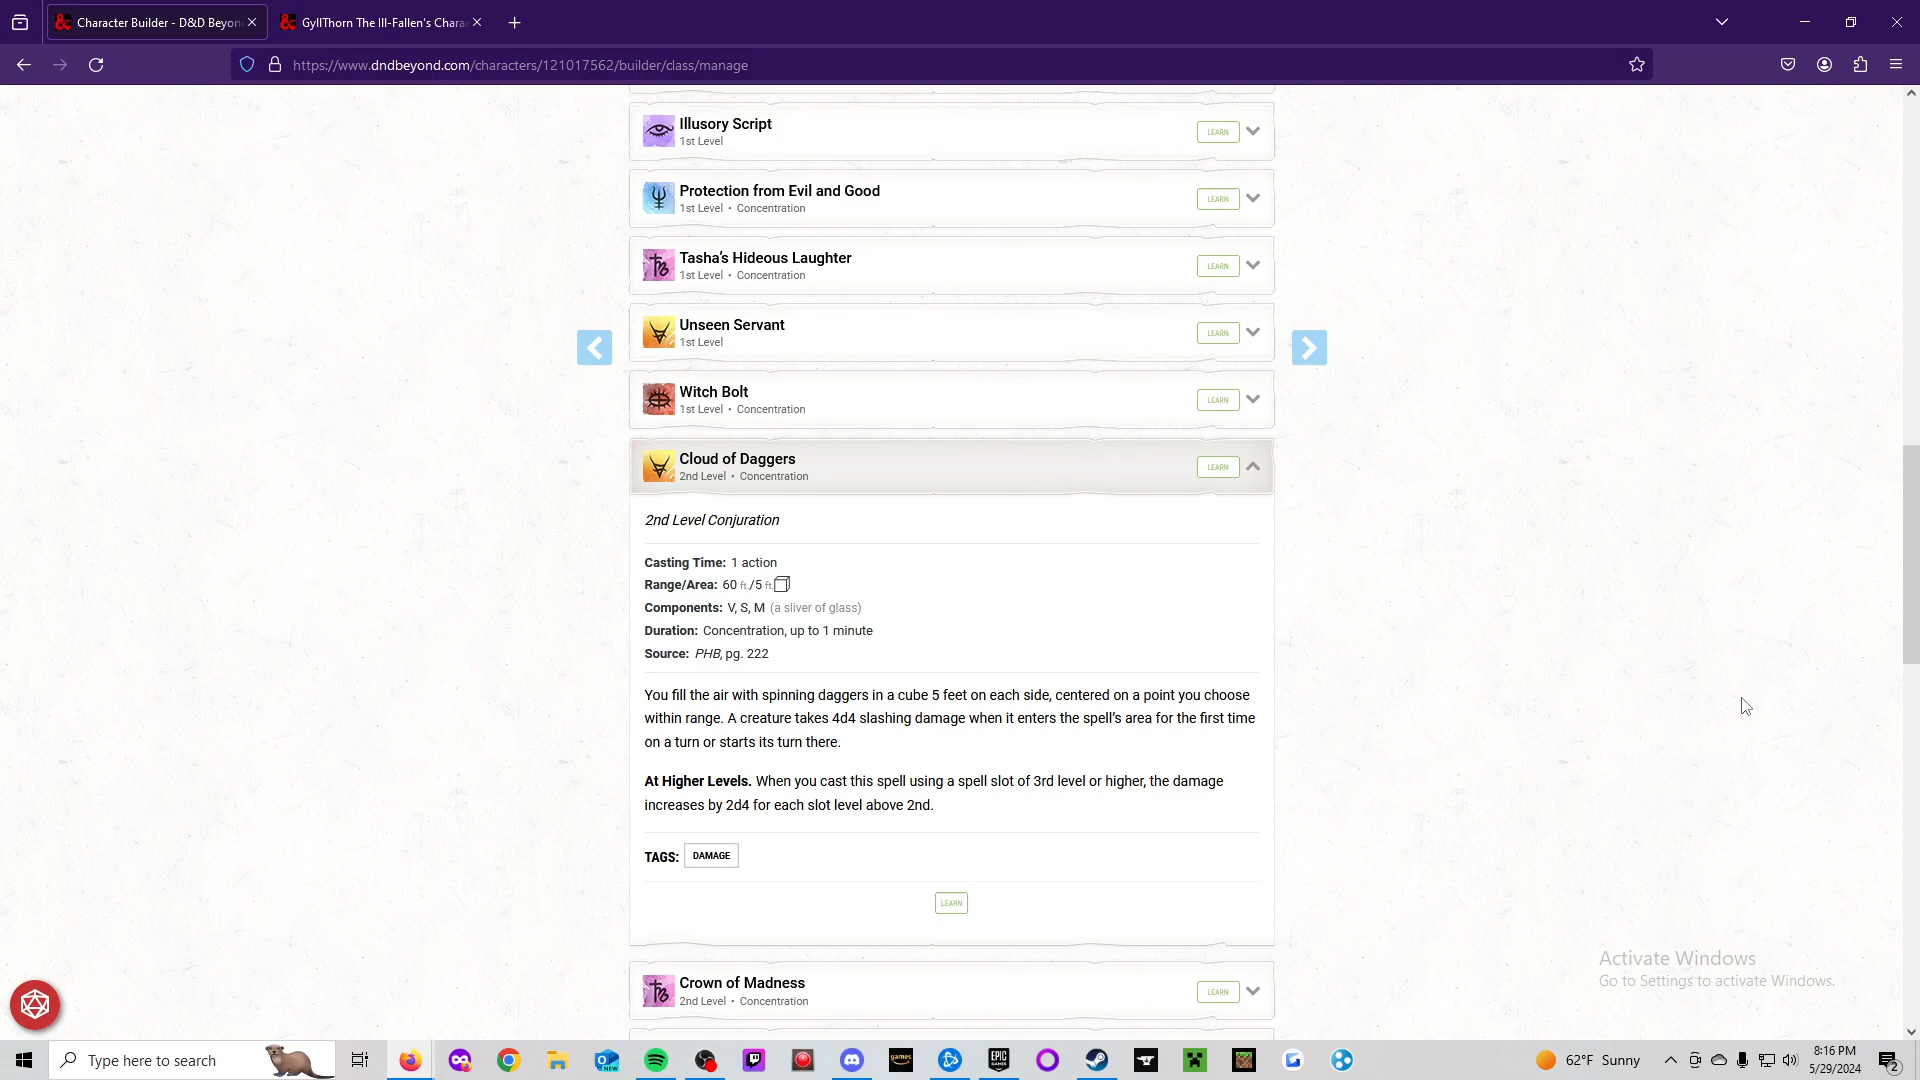 Character Builder - D&D Beyon
GyllThorn The Ill-Fallen's Chara
https://www.dndbeyond.com/characters/121017562/builder/class/manage
Illusory Script
1st Level
LEARN
Protection from Evil and Good
1st Level • Concentration
LEARN
Tasha's Hideous Laughter
1st Level • Concentration
LEARN
Unseen Servant
1st Level
LEARN
Witch Bolt
1st Level • Concentration
LEARN
Cloud of Daggers
2nd Level • Concentration
LEARN
2nd Level Conjuration
Casting Time: 1 action
Range/Area: 60 ft./5 ft.
Components: V, S, M (a sliver of glass)
Duration: Concentration, up to 1 minute
Source: PHB, pg. 222
You fill the air with spinning daggers in a cube 5 feet on each side, centered on a point you choose
within range. A creature takes 4d4 slashing damage when it enters the spell's area for the first time
on a turn or starts its turn there.
At Higher Levels. When you cast this spell using a spell slot of 3rd level or higher, the damage
increases by 2d4 for each slot level above 2nd.
TAGS: DAMAGE
LEARN
Crown of Madness
2nd Level • Concentration
LEARN
Activate Windows
Go to Settings to activate Windows.
Type here to search
NEW
games
EPIC
GAMES
62°F Sunny
8:16 PM
5/29/2024
2